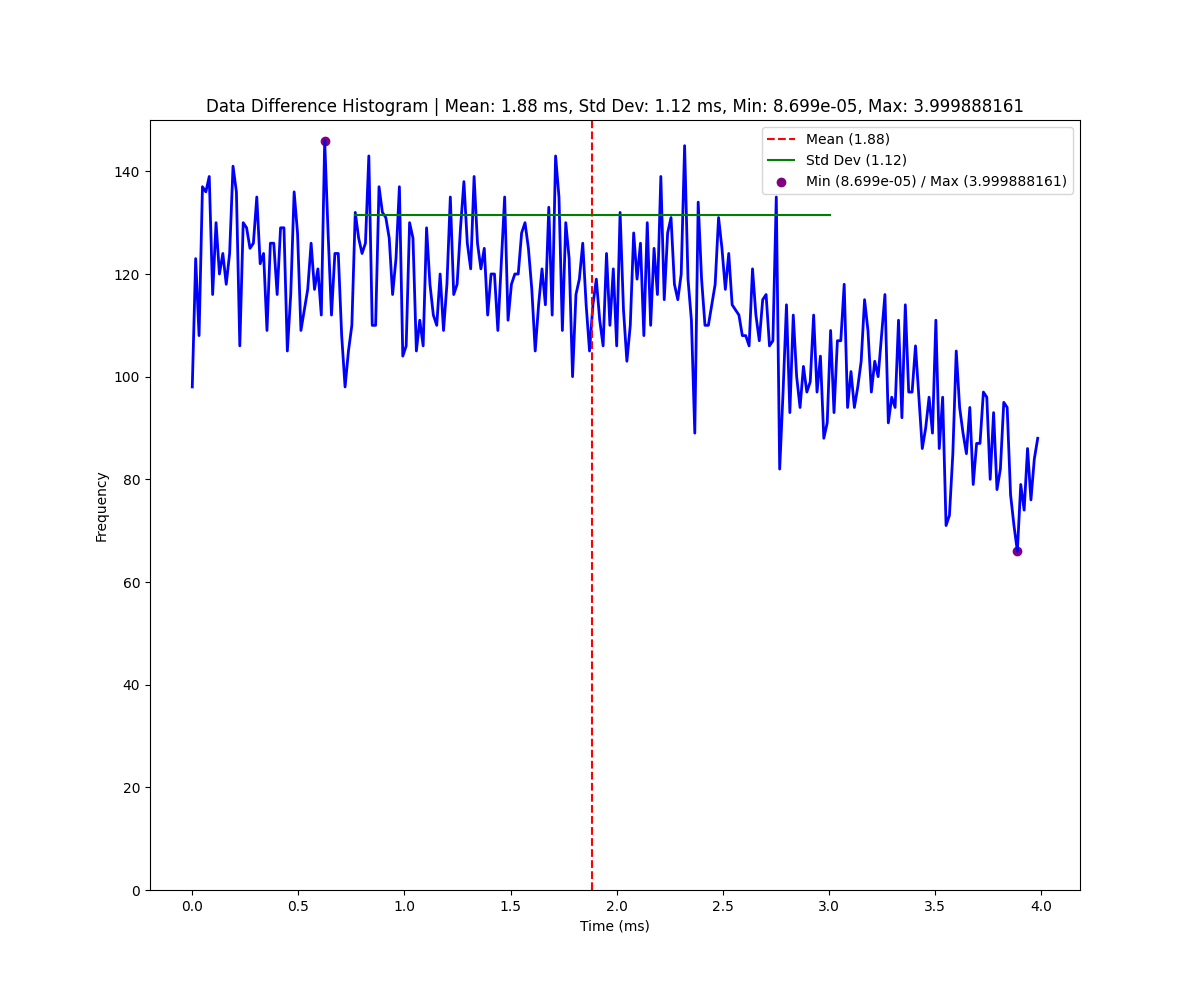 Data Difference Histogram | Mean: 1.88 ms, Std Dev: 1.12 ms, Min: 8.699e-05, Max: 3.999888161
Mean (1.88)
Std Dev (1.12)
Min (8.699e-05) / Max (3.999888161)
Frequency
140
120
100
80
60
40
20
0
0.0 0.5 1.0 1.5 2.0 2.5 3.0 3.5 4.0
Time (ms)